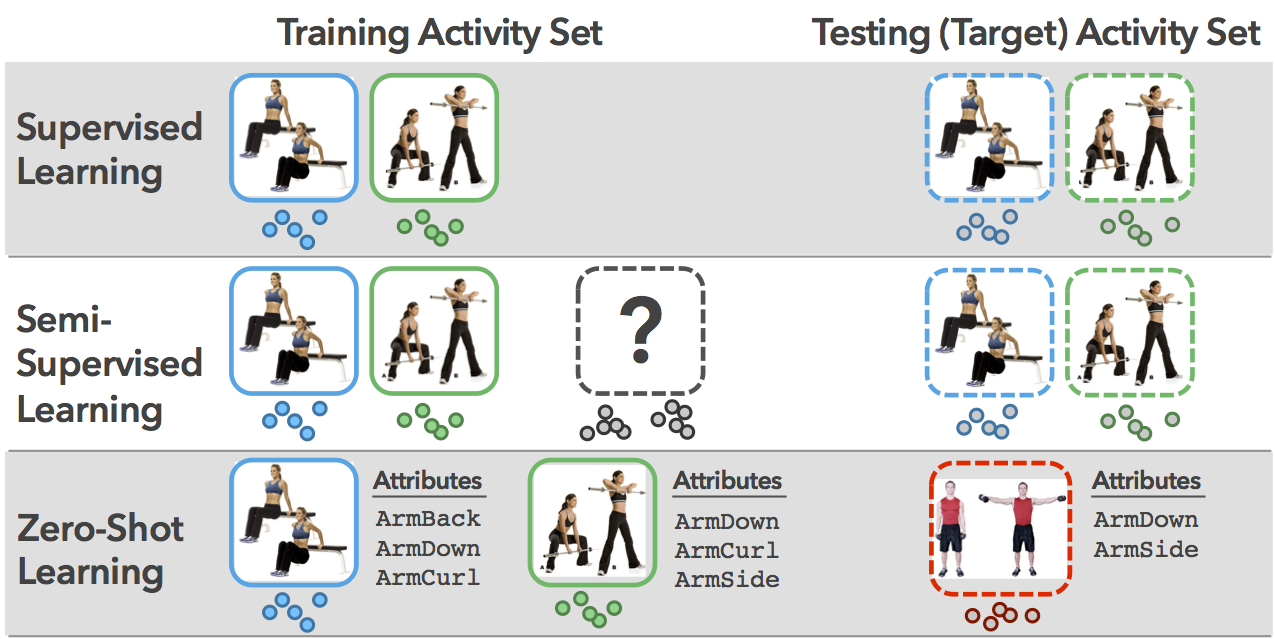 Training Activity Set
Testing (Target) Activity Set
Supervised
Learning
Semi-
Supervised
Learning
?
Zero-Shot
Learning
Attributes
ArmBack
ArmDown
ArmCurl
A
B
Attributes
ArmDown
ArmCurl
ArmSide
Attributes
ArmDown
ArmSide